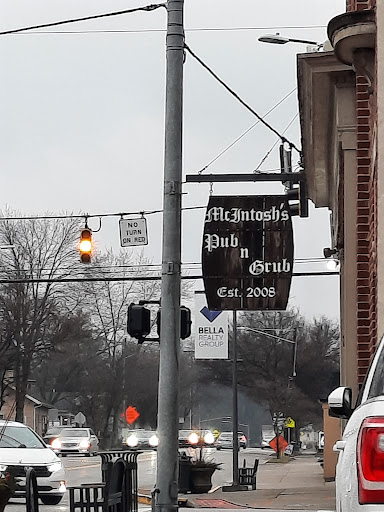 NO
TURN
ON RED
McIntosh's
Pub
n
Grub
Est. 2008
BELLA
REALTY
GROUP